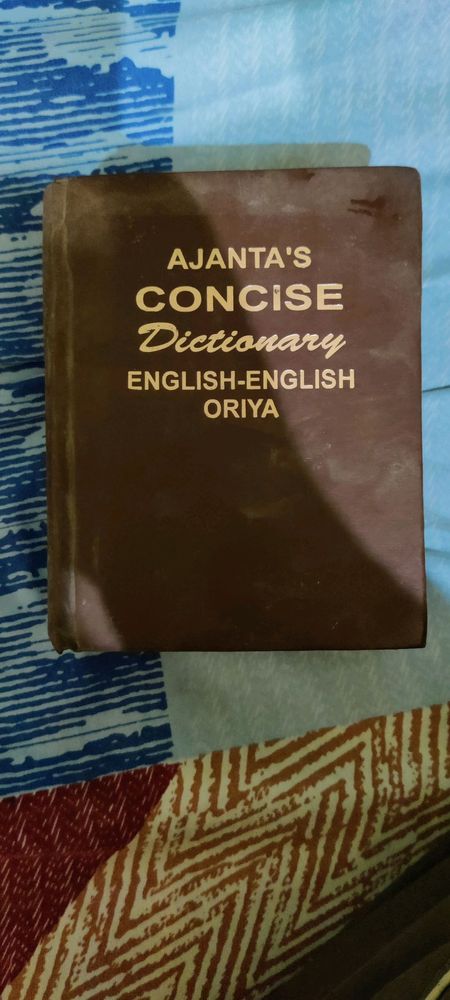 AJANTA'S
CONCISE
Dictionary
ENGLISH-ENGLISH
ORIYA